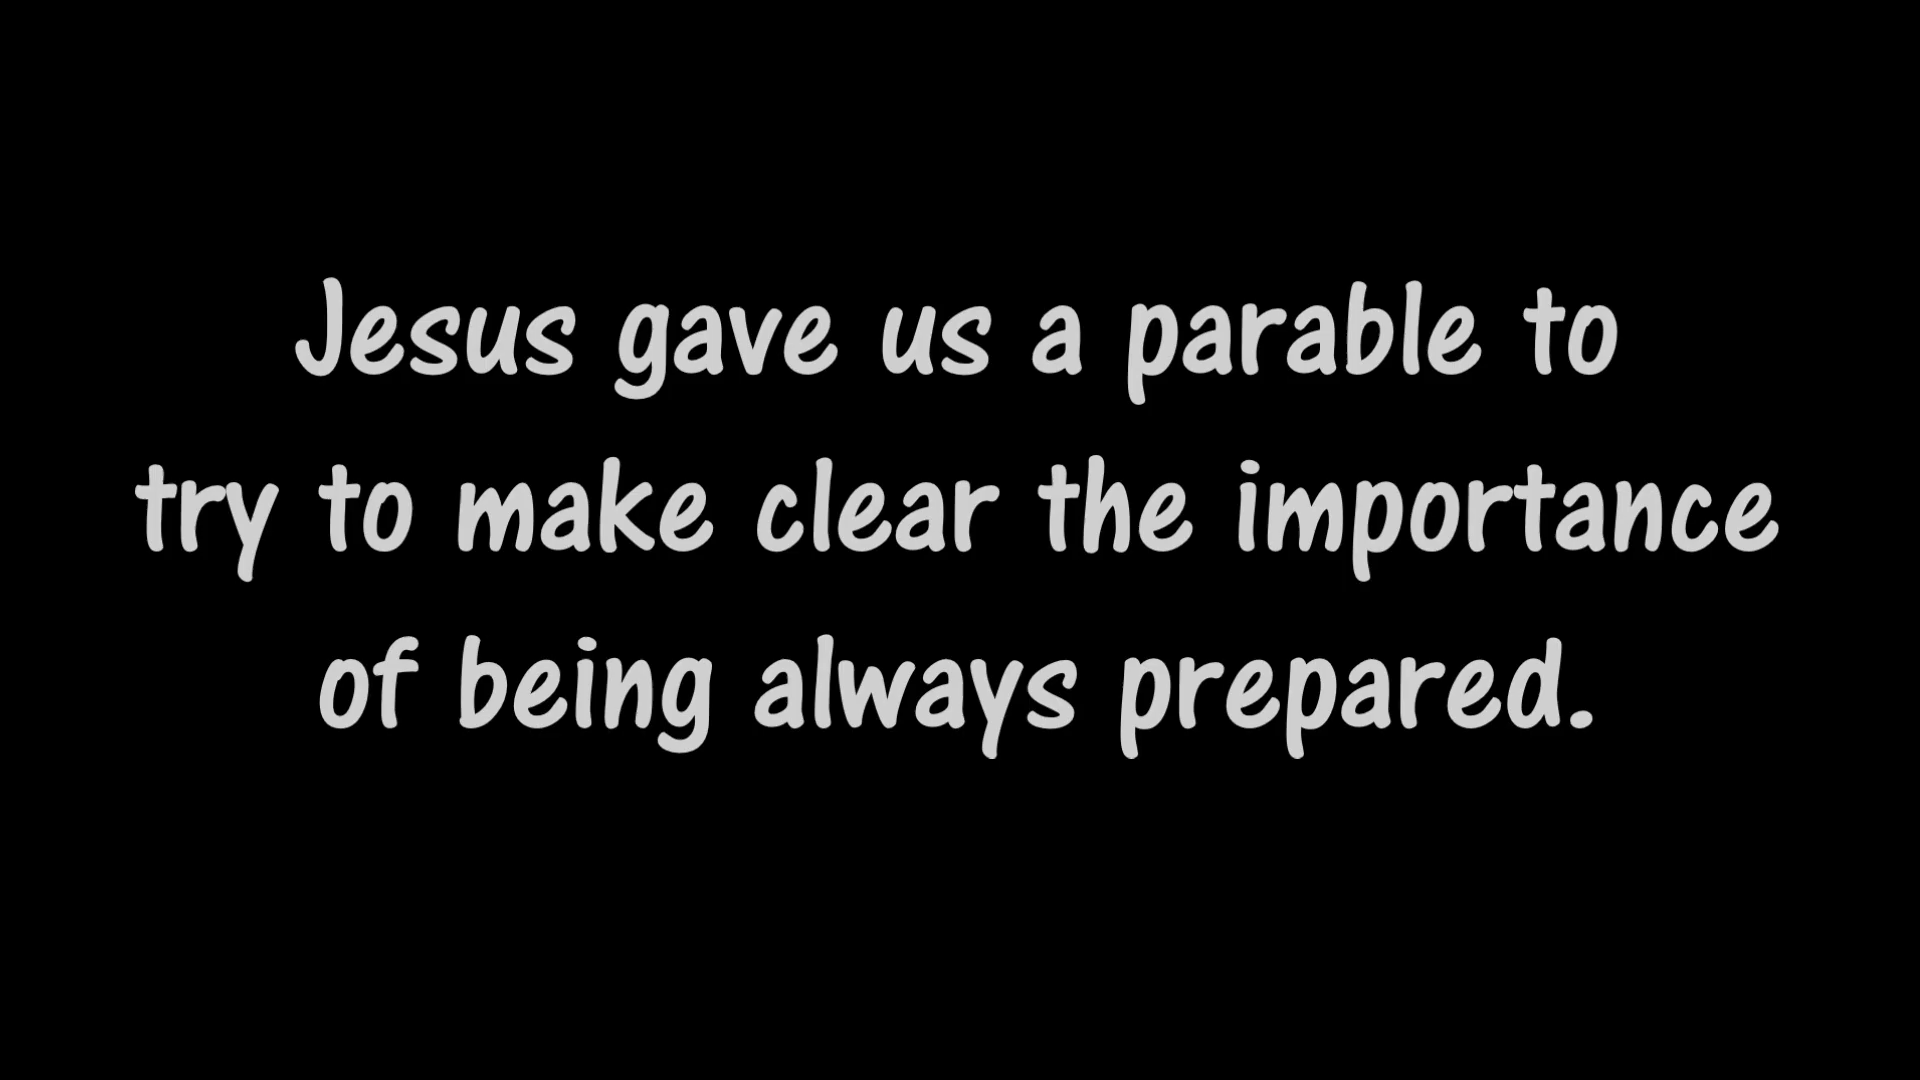 Jesus gave us a parable to
try to make clear the importance
of being always prepared.